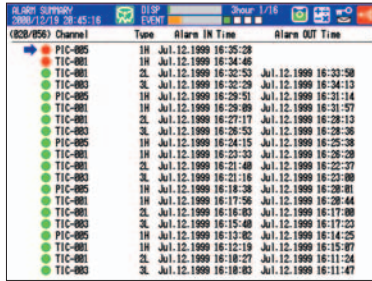 ALARM SUMMARY
2000/12/19 20:45:16
DISP
EVENT
3hour 1/16
(020/056) Channel Type Alarm IN Time Alarm OUT Time
PIC-005 1H Jul.12.1999 16:35:28
TIC-001 1H Jul.12.1999 16:34:46
TIC-001 2L Jul.12.1999 16:32:53 Jul.12.1999 16:33:50
TIC-003 3L Jul.12.1999 16:32:29 Jul.12.1999 16:34:13
PIC-005 1H Jul.12.1999 16:29:51 Jul.12.1999 16:31:14
TIC-001 1H Jul.12.1999 16:29:09 Jul.12.1999 16:31:57
TIC-001 2L Jul.12.1999 16:27:17 Jul.12.1999 16:28:13
TIC-003 3L Jul.12.1999 16:26:53 Jul.12.1999 16:28:36
PIC-005 1H Jul.12.1999 16:24:15 Jul.12.1999 16:25:38
TIC-001 1H Jul.12.1999 16:23:33 Jul.12.1999 16:26:20
TIC-001 2L Jul.12.1999 16:21:40 Jul.12.1999 16:22:37
TIC-003 3L Jul.12.1999 16:21:16 Jul.12.1999 16:23:00
PIC-005 1H Jul.12.1999 16:18:38 Jul.12.1999 16:20:01
TIC-001 1H Jul.12.1999 16:17:56 Jul.12.1999 16:20:44
TIC-001 2L Jul.12.1999 16:16:03 Jul.12.1999 16:17:00
TIC-003 3L Jul.12.1999 16:15:40 Jul.12.1999 16:17:23
PIC-005 1H Jul.12.1999 16:13:02 Jul.12.1999 16:14:25
TIC-001 1H Jul.12.1999 16:12:19 Jul.12.1999 16:15:07
TIC-001 2L Jul.12.1999 16:10:27 Jul.12.1999 16:11:24
TIC-003 3L Jul.12.1999 16:10:03 Jul.12.1999 16:11:47